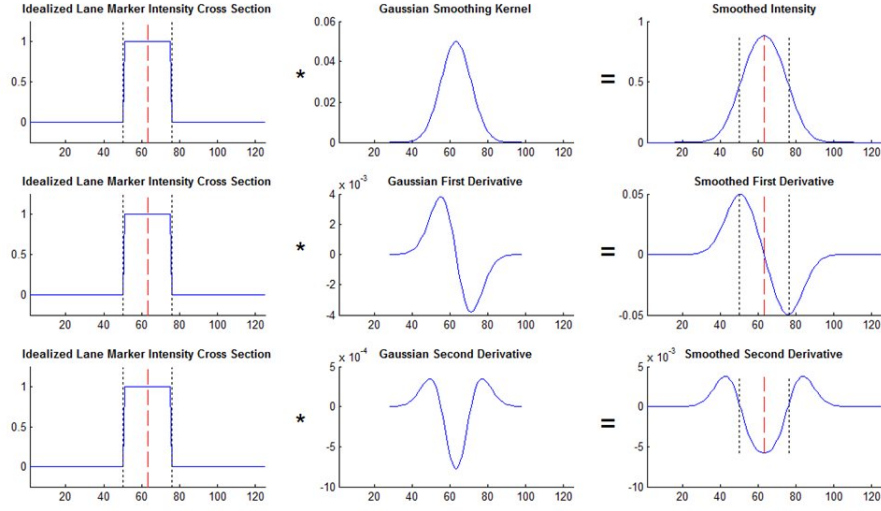 Idealized Lane Marker Intensity Cross Section
1
0.5
0
20 40 60 80 100 120
*
Gaussian Smoothing Kernel
0.06
0.04
0.02
0
20 40 60 80 100 120
=
Smoothed Intensity
1
0.5
0
20 40 60 80 100 120
Idealized Lane Marker Intensity Cross Section
1
0.5
0
20 40 60 80 100 120
*
x 10^-3
Gaussian First Derivative
4
2
0
-2
-4
20 40 60 80 100 120
=
Smoothed First Derivative
0.05
0
-0.05
20 40 60 80 100 120
Idealized Lane Marker Intensity Cross Section
1
0.5
0
20 40 60 80 100 120
*
x 10^-4
Gaussian Second Derivative
5
0
-5
-10
20 40 60 80 100 120
=
x 10^-3
Smoothed Second Derivative
5
0
-5
-10
20 40 60 80 100 120